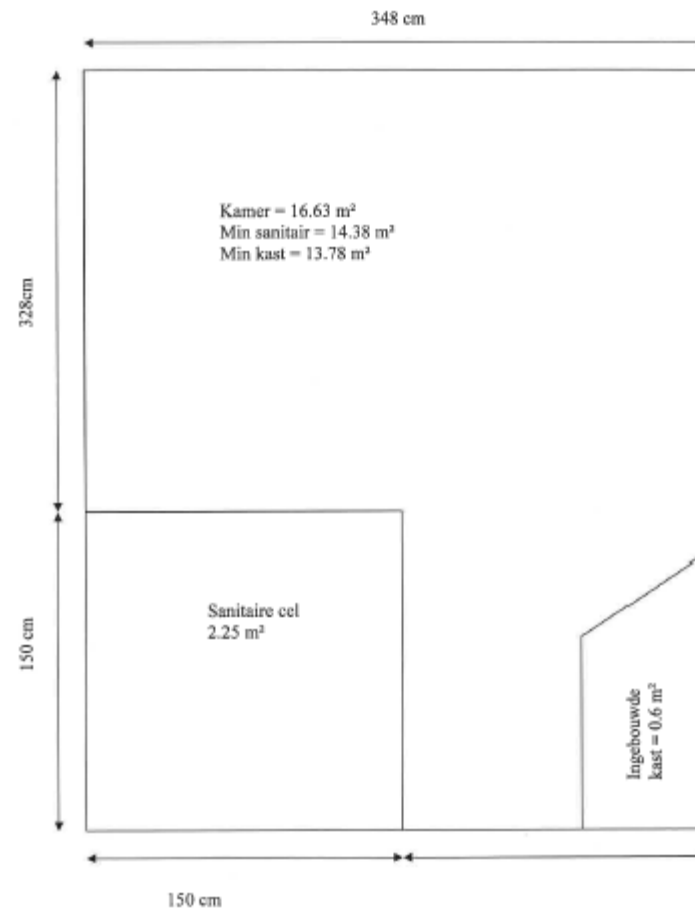 348 cm
Kamer = 16.63 m²
Min sanitair = 14.38 m²
Min kast = 13.78 m²
328cm
Sanitaire cel
2.25 m²
150 cm
Ingebouwde
kast = 0.6 m²
150 cm